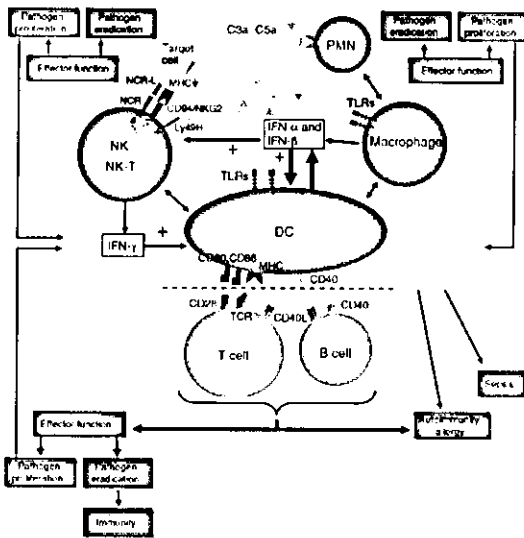 Pathogen
proliferation
Pathogen
eradication
Effector function
Target
cell
C3a C5a
PMN
Pathogen
eradication
Pathogen
proliferation
Effector function
NCR-L
MHC
NCR
CD94/NKG2
Ly49H
TLRs
Macrophage
NK
NK-T
IFN-α and
IFN-β
+
+
TLRs
DC
IFN-γ
+
CD80 CD86
MHC
CD40
CD28
TCR
CD40L
CD40
T cell
B cell
Sepsis
Effector function
Autoimmunity
allergy
Pathogen
proliferation
Pathogen
eradication
Immunity